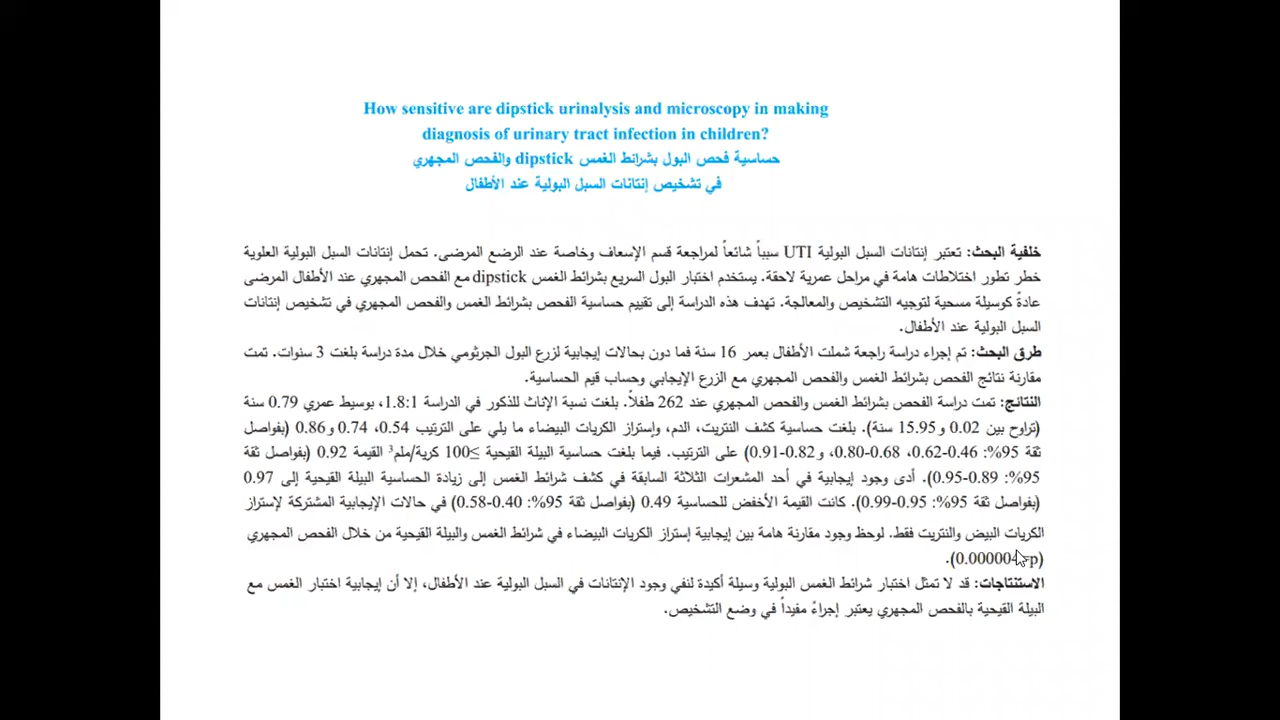 How sensitive are dipstick urinalysis and microscopy in making
diagnosis of urinary tract infection in children?
حساسية فحص البول بشرائط الغمس dipstick والفحص المجهري
في تشخيص إنتانات السبل البولية عند الأطفال
خلفية البحث: تعتبر إنتانات السبل البولية UTI سبباً شائعاً لمراجعة قسم الإسعاف وخاصة عند الرضع المرضى. تحمل إنتانات السبل البولية العلوية
خطر تطور اختلاطات هامة في مراحل عمرية لاحقة. يستخدم اختبار البول السريع بشرائط الغمس dipstick مع الفحص المجهري عند الأطفال المرضى
عادةً كوسيلة مسحية لتوجيه التشخيص والمعالجة. تهدف هذه الدراسة إلى تقييم حساسية الفحص بشرائط الغمس والفحص المجهري في تشخيص إنتانات
السبل البولية عند الأطفال.
طرق البحث: تم إجراء دراسة راجعة شملت الأطفال بعمر 16 سنة فما دون بحالات إيجابية لزرع البول الجرثومي خلال مدة دراسة بلغت 3 سنوات. تمت
مقارنة نتائج الفحص بشرائط الغمس والفحص المجهري مع الزرع الإيجابي وحساب قيم الحساسية.
النتائج: تمت دراسة الفحص بشرائط الغمس والفحص المجهري عند 262 طفلاً. بلغت نسبة الإناث للذكور في الدراسة 1.8:1، بوسيط عمري 0.79 سنة
(تراوح بين 0.02 و15.95 سنة). بلغت حساسية كشف النتريت، الدم، وإستراز الكريات البيضاء ما يلي على الترتيب 0.54، 0.74 و0.86 (بفواصل
ثقة 95%: 0.46-0.62، 0.68-0.80، و0.82-0.91) على الترتيب. فيما بلغت حساسية البيلة القيحية ≥100 كرية/ملم³ القيمة 0.92 (بفواصل ثقة
95%: 0.89-0.95). أدى وجود إيجابية في أحد المشعرات الثلاثة السابقة في كشف شرائط الغمس إلى زيادة الحساسية البيلة القيحية إلى 0.97
(بفواصل ثقة 95%: 0.95-0.99). كانت القيمة الأخفض للحساسية 0.49 (بفواصل ثقة 95%: 0.40-0.58) في حالات الإيجابية المشتركة لإستراز
الكريات البيض والنتريت فقط. لوحظ وجود مقارنة هامة بين إيجابية إستراز الكريات البيضاء في شرائط الغمس والبيلة القيحية من خلال الفحص المجهري
(p=0.000004).
الاستنتاجات: قد لا تمثل اختبار شرائط الغمس البولية وسيلة أكيدة لنفي وجود الإنتانات في السبل البولية عند الأطفال، إلا أن إيجابية اختبار الغمس مع
البيلة القيحية بالفحص المجهري يعتبر إجراءً مفيداً في وضع التشخيص.